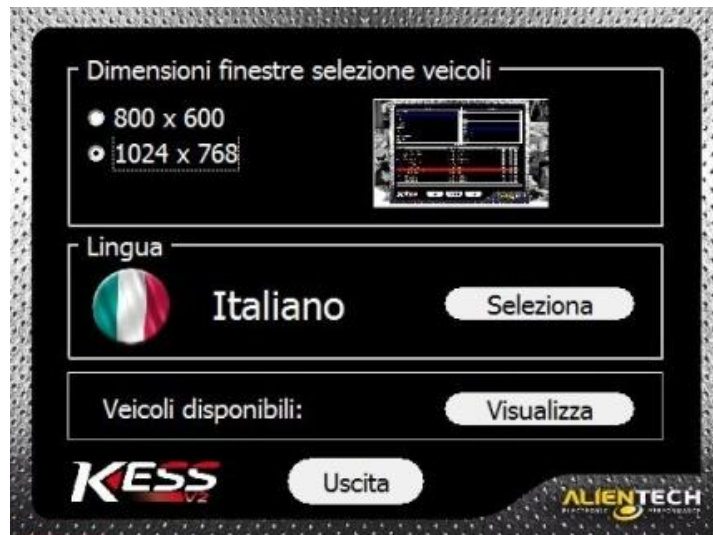 Dimensioni finestre selezione veicoli
800 x 600
1024 x 768
Lingua
Italiano
Seleziona
Veicoli disponibili:
Visualizza
KESS
V2
Uscita
ALIENTECH